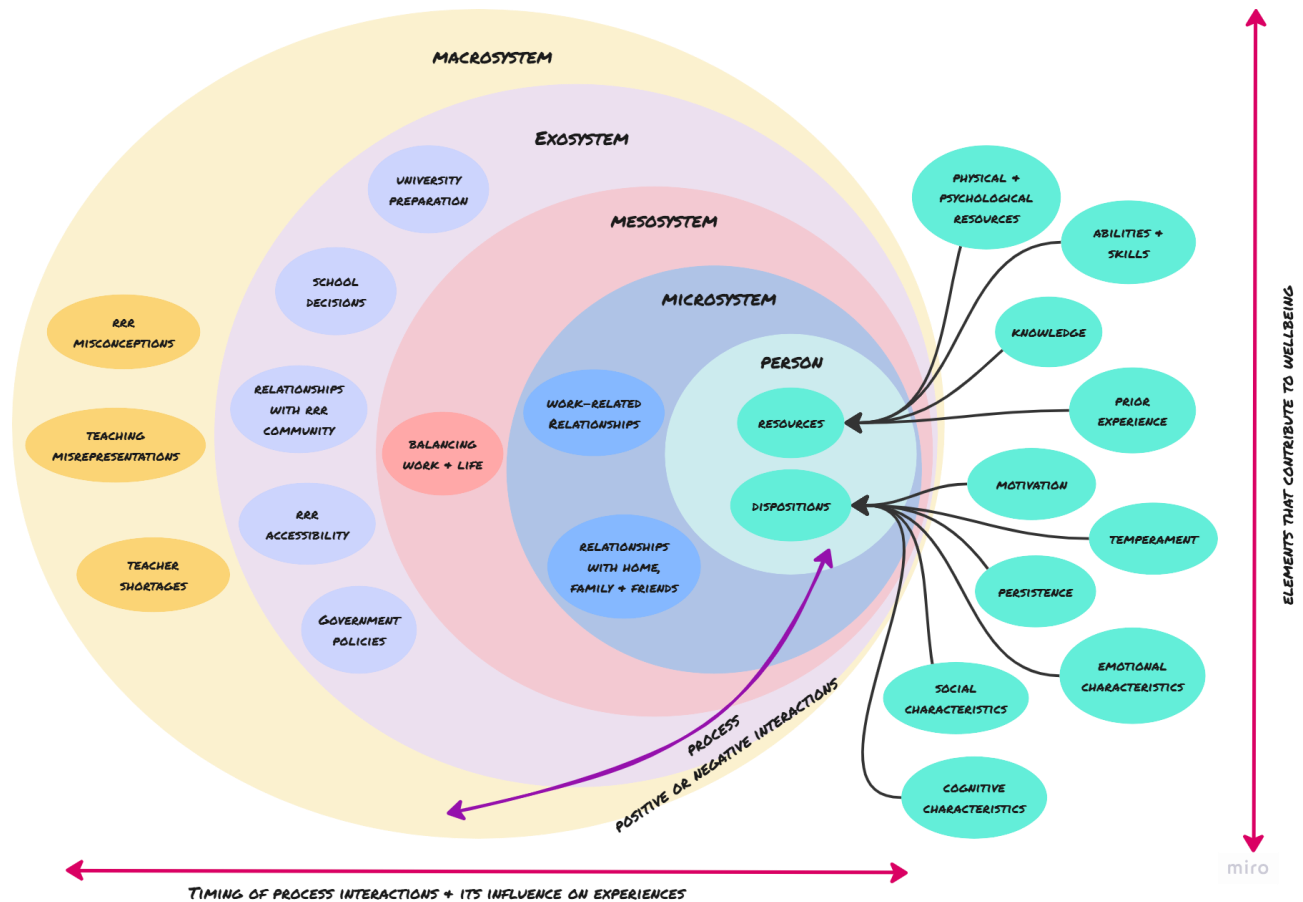 MACROSYSTEM
EXOSYSTEM
UNIVERSITY
PREPARATION
MESOSYSTEM
SCHOOL
DECISIONS
MICROSYSTEM
RRR
MISCONCEPTIONS
PERSON
RELATIONSHIPS
WITH RRR
COMMUNITY
WORK-RELATED
RELATIONSHIPS
RESOURCES
TEACHING
MISREPRESENTATIONS
BALANCING
WORK + LIFE
DISPOSITIONS
RRR
ACCESSIBILITY
TEACHER
SHORTAGES
RELATIONSHIPS
WITH HOME,
FAMILY + FRIENDS
GOVERNMENT
POLICIES
PHYSICAL +
PSYCHOLOGICAL
RESOURCES
ABILITIES +
SKILLS
KNOWLEDGE
PRIOR
EXPERIENCE
MOTIVATION
TEMPERAMENT
PERSISTENCE
EMOTIONAL
CHARACTERISTICS
SOCIAL
CHARACTERISTICS
COGNITIVE
CHARACTERISTICS
PROCESS
POSITIVE OR NEGATIVE INTERACTIONS
TIMING OF PROCESS INTERACTIONS + ITS INFLUENCE ON EXPERIENCES
ELEMENTS THAT CONTRIBUTE TO WELLBEING
miro